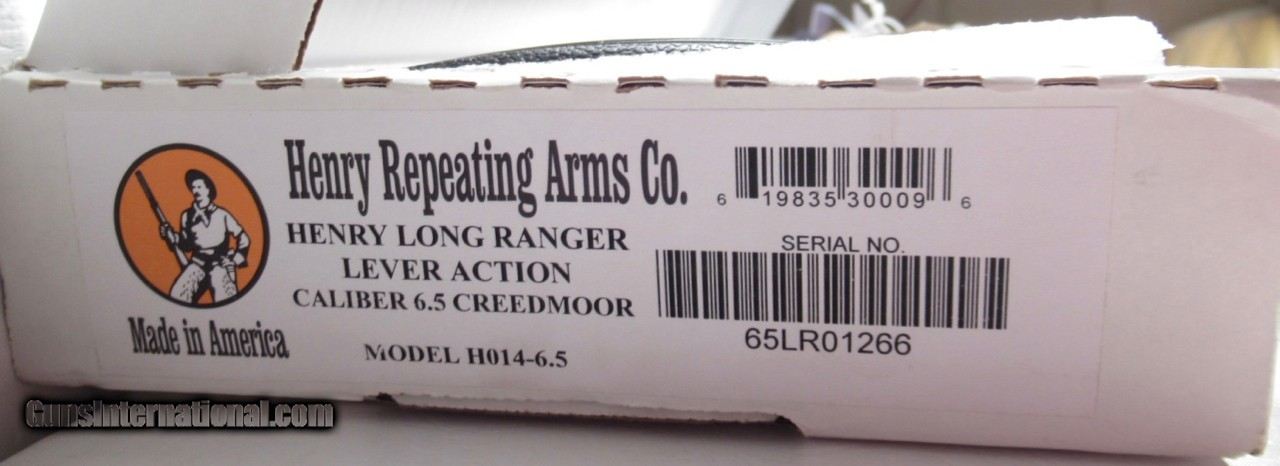 Henry Repeating Arms Co.
HENRY LONG RANGER
LEVER ACTION
CALIBER 6.5 CREEDMOOR
MODEL H014-6.5
Made in America
6 19835 30009 6
SERIAL NO.
65LR01266
GunsInternational.com